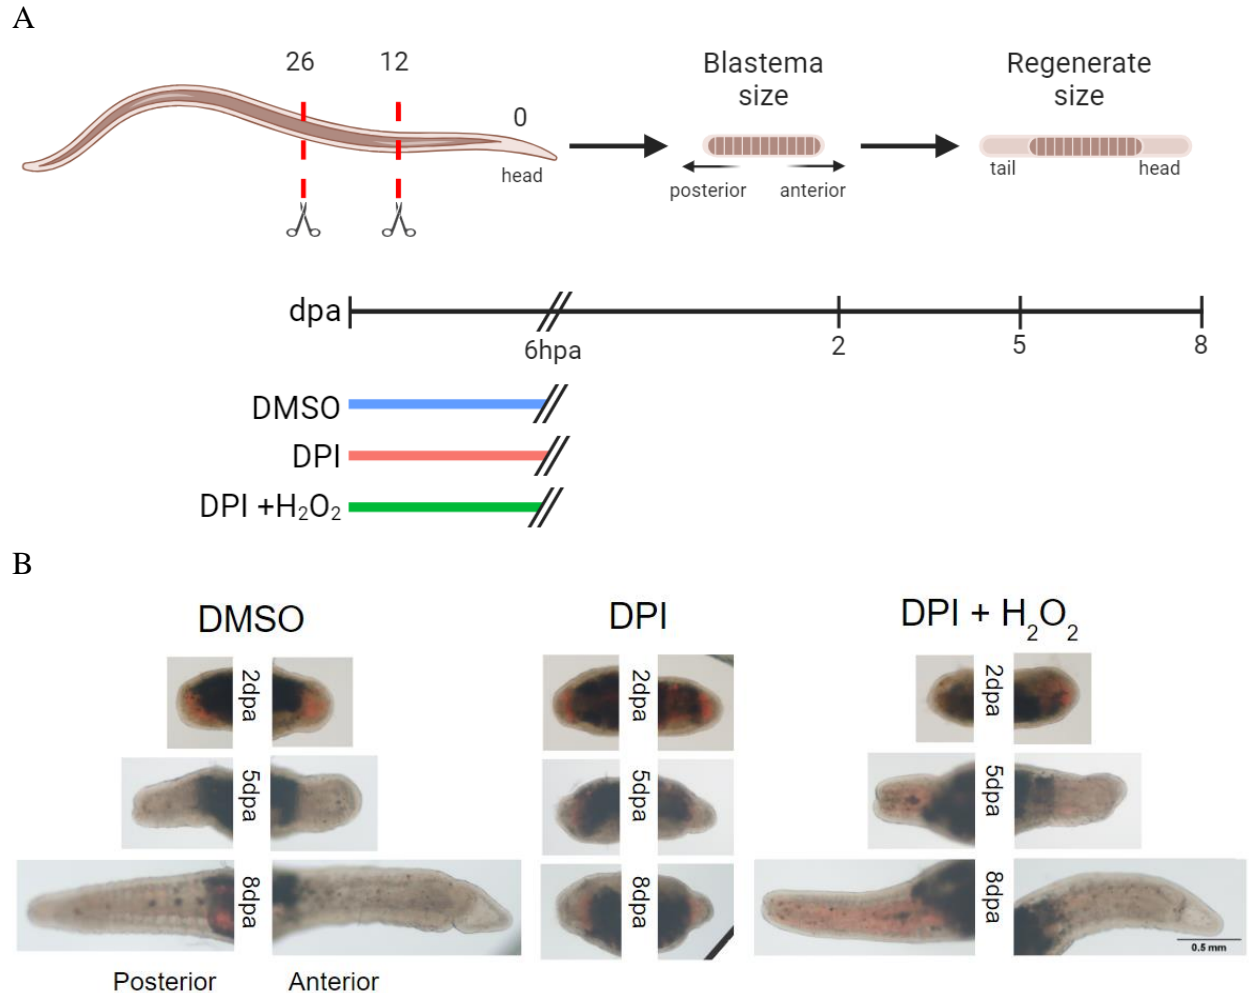 A
26
12
0
head
Blastema
size
posterior
anterior
Regenerate
size
tail
head
dpa
6hpa
2
5
8
DMSO
DPI
DPI +H₂O₂
B
DMSO
DPI
DPI + H₂O₂
2dpa
2dpa
2dpa
5dpa
5dpa
5dpa
8dpa
8dpa
8dpa
0.5 mm
Posterior
Anterior